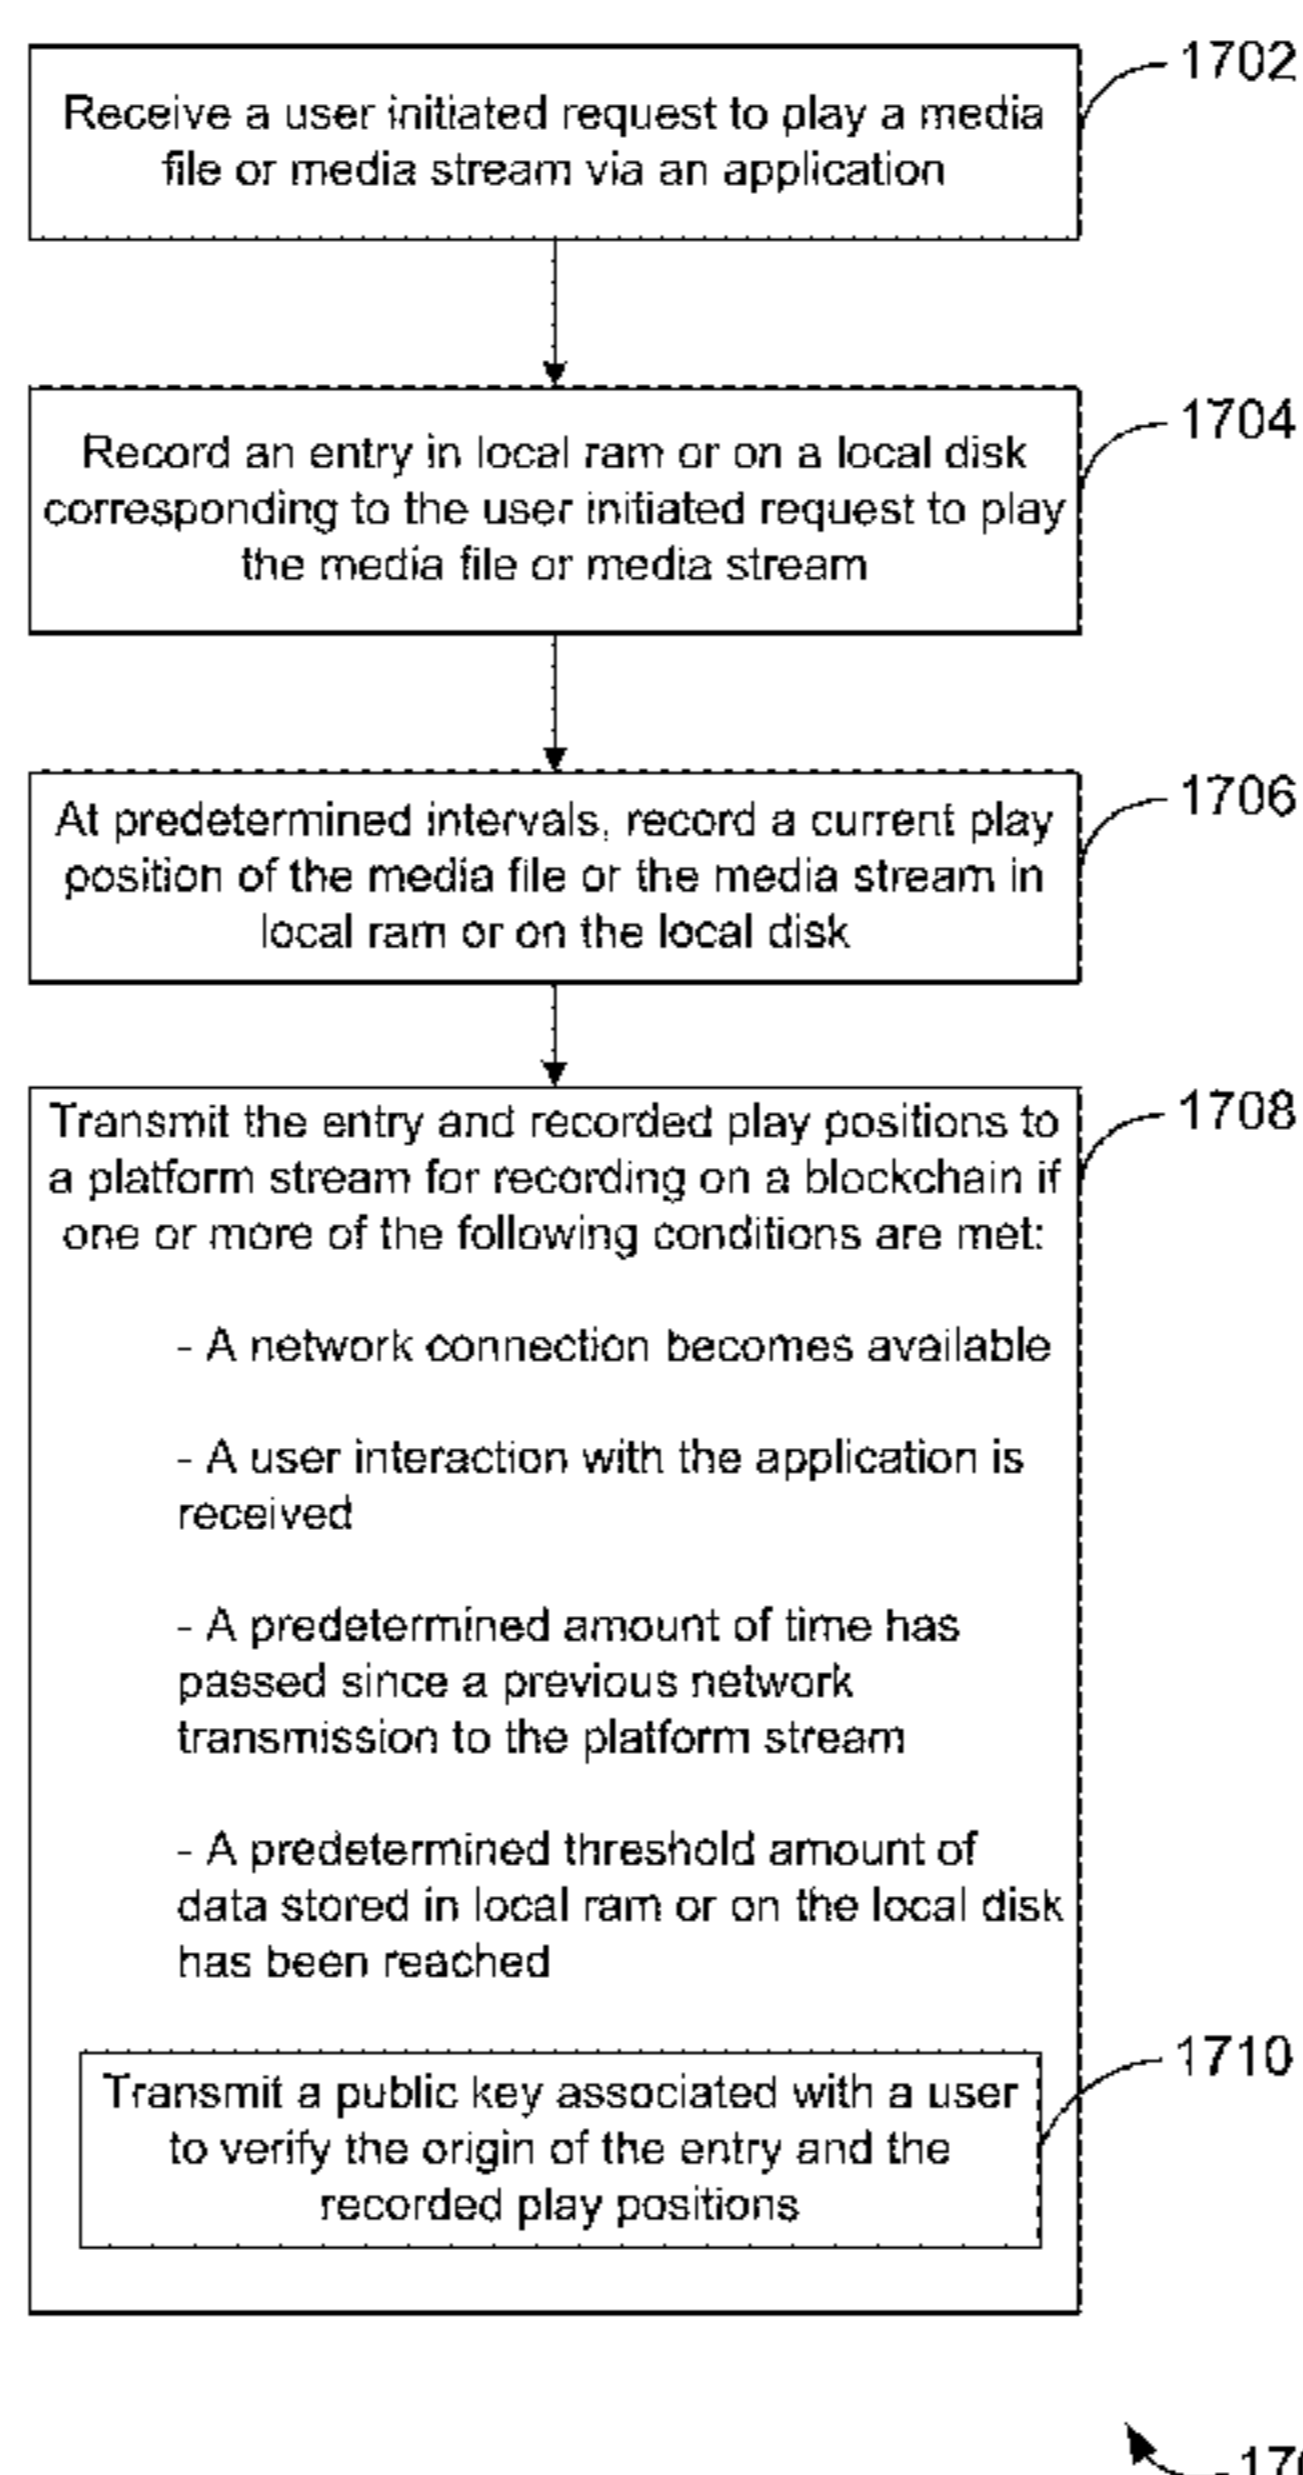 1702
Receive a user initiated request to play a media
file or media stream via an application
1704
Record an entry in local ram or on a local disk
corresponding to the user initiated request to play
the media file or media stream
1706
At predetermined intervals, record a current play
position of the media file or the media stream in
local ram or on the local disk
1708
Transmit the entry and recorded play positions to
a platform stream for recording on a blockchain if
one or more of the following conditions are met:
- A network connection becomes available
- A user interaction with the application is
received
- A predetermined amount of time has
passed since a previous network
transmission to the platform stream
- A predetermined threshold amount of
data stored in local ram or on the local disk
has been reached
1710
Transmit a public key associated with a user
to verify the origin of the entry and the
recorded play positions